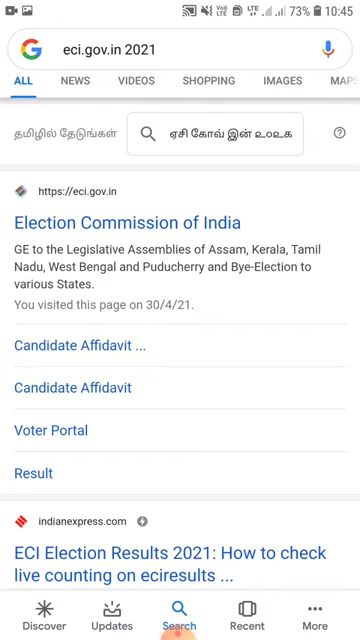 Voo)
LTE
LTE
73%
10:45
eci.gov.in 2021
ALL NEWS VIDEOS SHOPPING IMAGES MAPS
தமிழில் தேடுங்கள்
ஏசி கோவ் இன் ௨௦௨௧
https://eci.gov.in
Election Commission of India
GE to the Legislative Assemblies of Assam, Kerala, Tamil
Nadu, West Bengal and Puducherry and Bye-Election to
various States.
You visited this page on 30/4/21.
Candidate Affidavit ...
Candidate Affidavit
Voter Portal
Result
indianexpress.com
ECI Election Results 2021: How to check
live counting on eciresults ...
Discover Updates Search Recent More